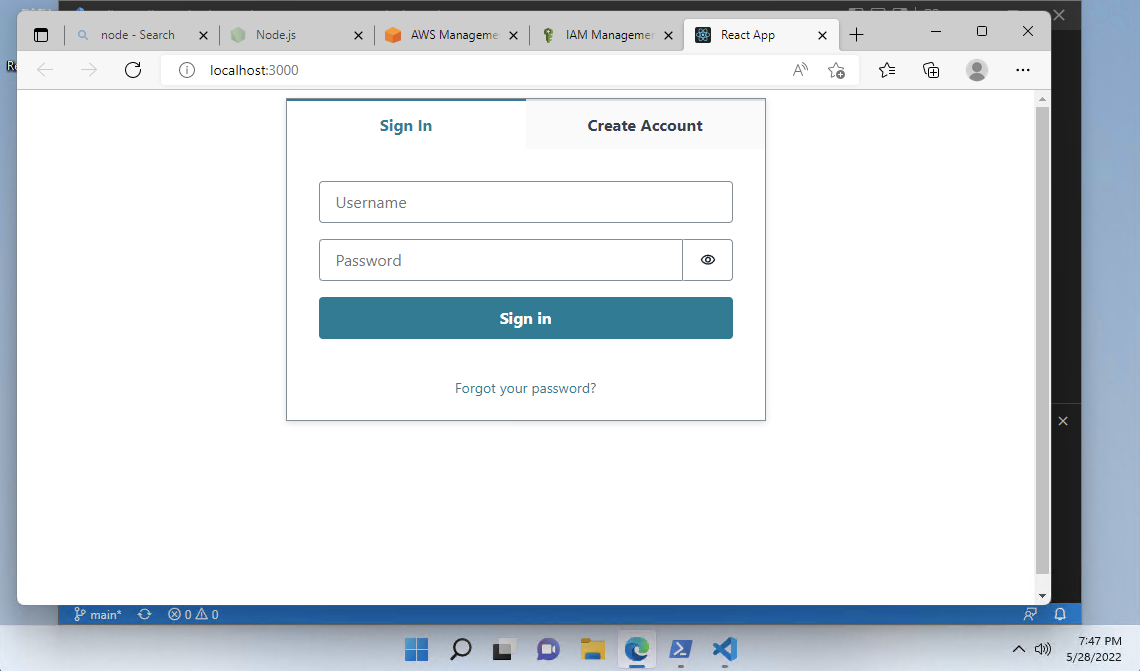 node - Search
Node.js
AWS Manageme
IAM Managemer
React App
localhost:3000
Sign In
Create Account
Username
Password
Sign in
Forgot your password?
main*
0
0
7:47 PM
5/28/2022